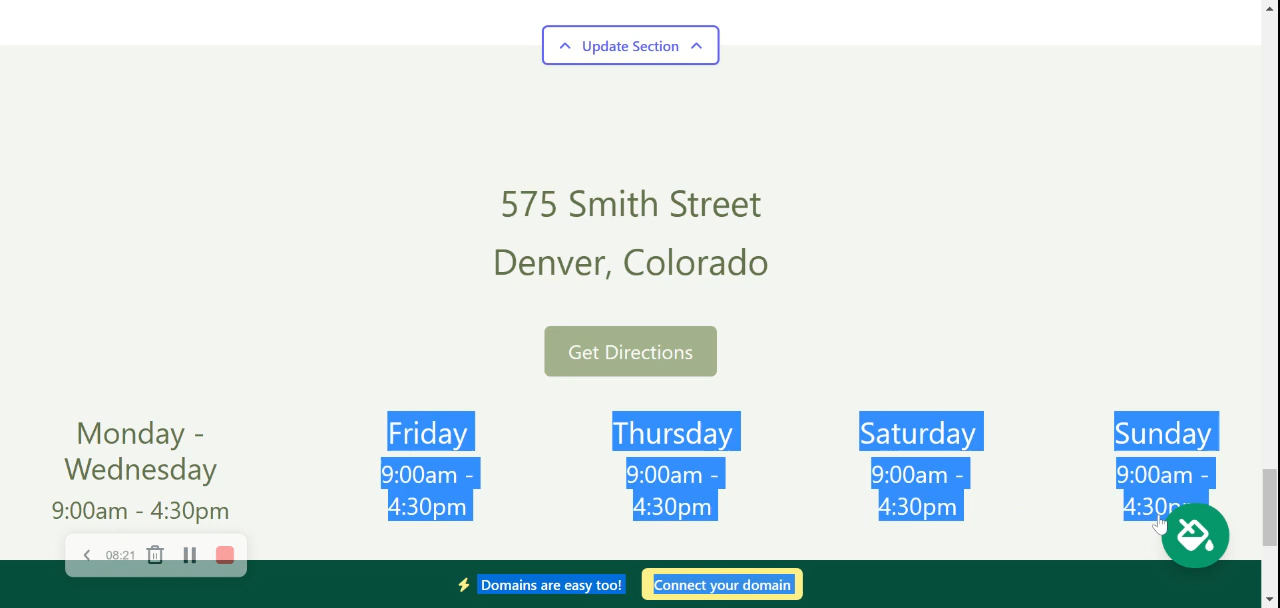 Update Section
575 Smith Street
Denver, Colorado
Get Directions
Monday -
Wednesday
9:00am - 4:30pm
Friday
9:00am -
4:30pm
Thursday
9:00am -
4:30pm
Saturday
9:00am -
4:30pm
Sunday
9:00am -
4:30pm
08:21
Domains are easy too!
Connect your domain